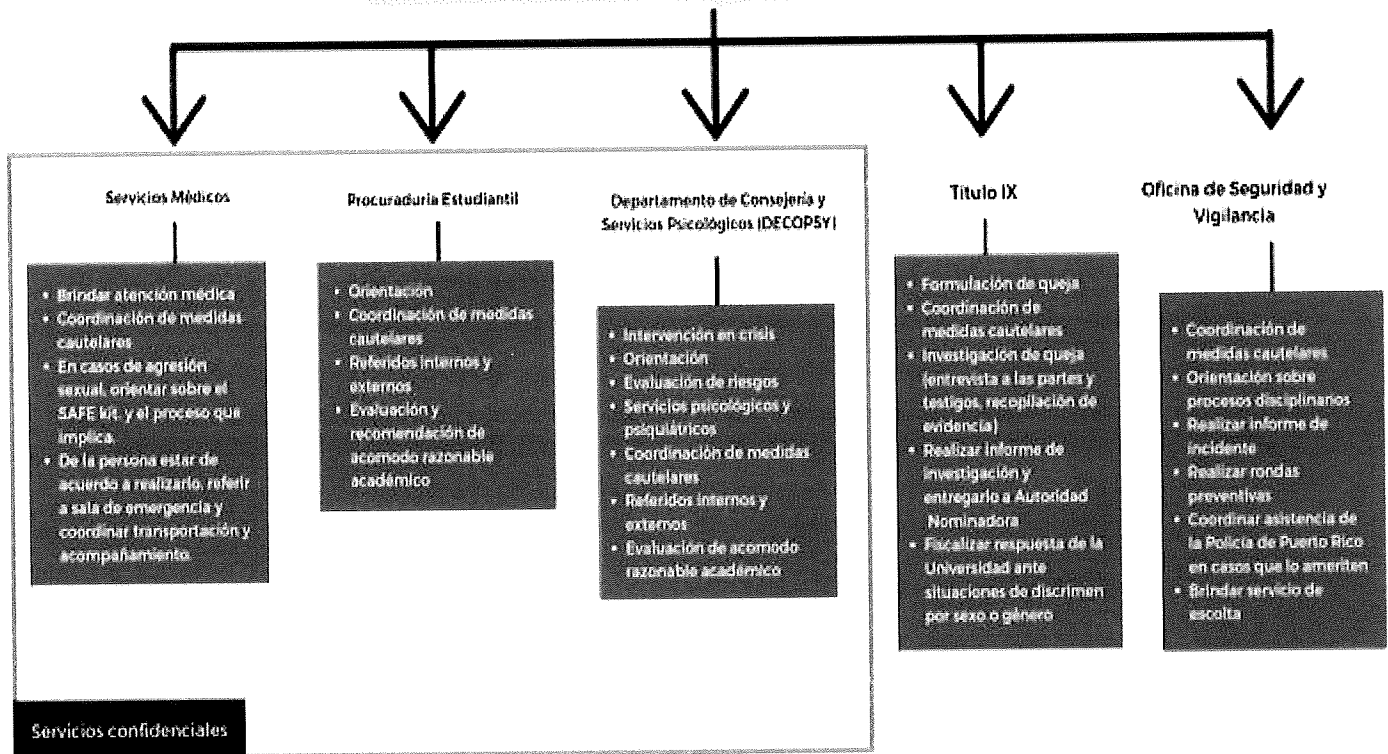 Servicios Médicos
• Brindar atención médica
• Coordinación de medidas
cautelares
• En casos de agresión
sexual, orientar sobre el
SAFE kit, y el proceso que
implica.
• De la persona estar de
acuerdo a realizarlo, referir
a sala de emergencia y
coordinar transportación y
acompañamiento.
Procuraduría Estudiantil
• Orientación
• Coordinación de medidas
cautelares
• Referidos internos y
externos
• Evaluación y
recomendación de
acomodo razonable
académico
Departamento de Consejería y
Servicios Psicológicos (DECOPSY)
• Intervención en crisis
• Orientación
• Evaluación de riesgos
• Servicios psicológicos y
psiquiátricos
• Coordinación de medidas
cautelares
• Referidos internos y
externos
• Evaluación de acomodo
razonable académico
Servicios confidenciales
Título IX
• Formulación de queja
• Coordinación de
medidas cautelares
• Investigación de queja
(entrevista a las partes y
testigos, recopilación de
evidencia)
• Realizar informe de
investigación y
entregarlo a Autoridad
Nominadora
• Fiscalizar respuesta de la
Universidad ante
situaciones de discrimen
por sexo o género
Oficina de Seguridad y
Vigilancia
• Coordinación de
medidas cautelares
• Orientación sobre
procesos disciplinarios
• Realizar informe de
incidente
• Realizar rondas
preventivas
• Coordinar asistencia de
la Policía de Puerto Rico
en casos que lo ameriten
• Brindar servicio de
escolta